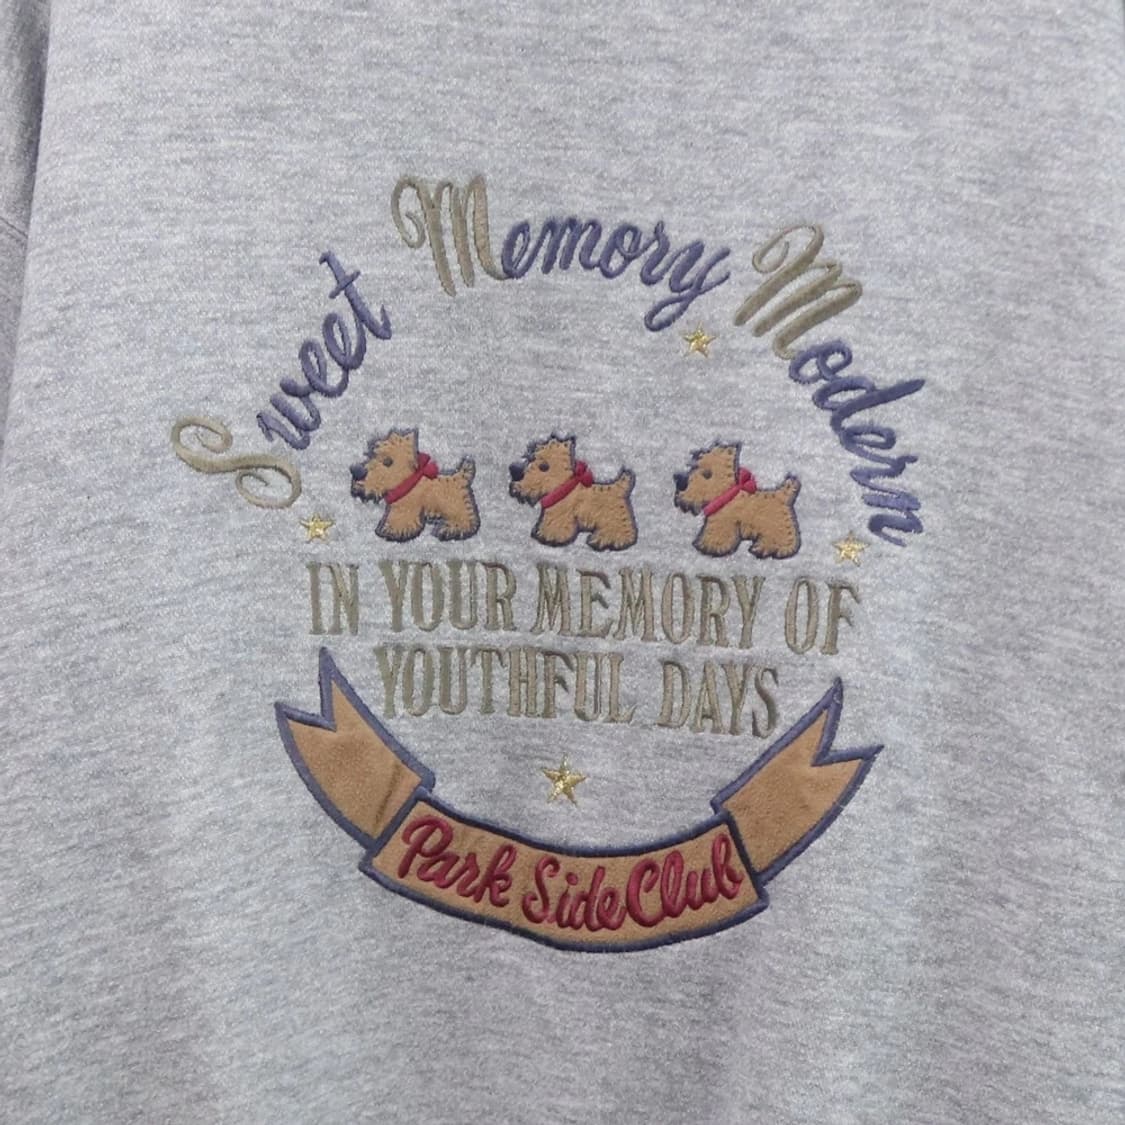 Sweet Memory Modern
IN YOUR MEMORY OF
YOUTHFUL DAYS
Park Side Club